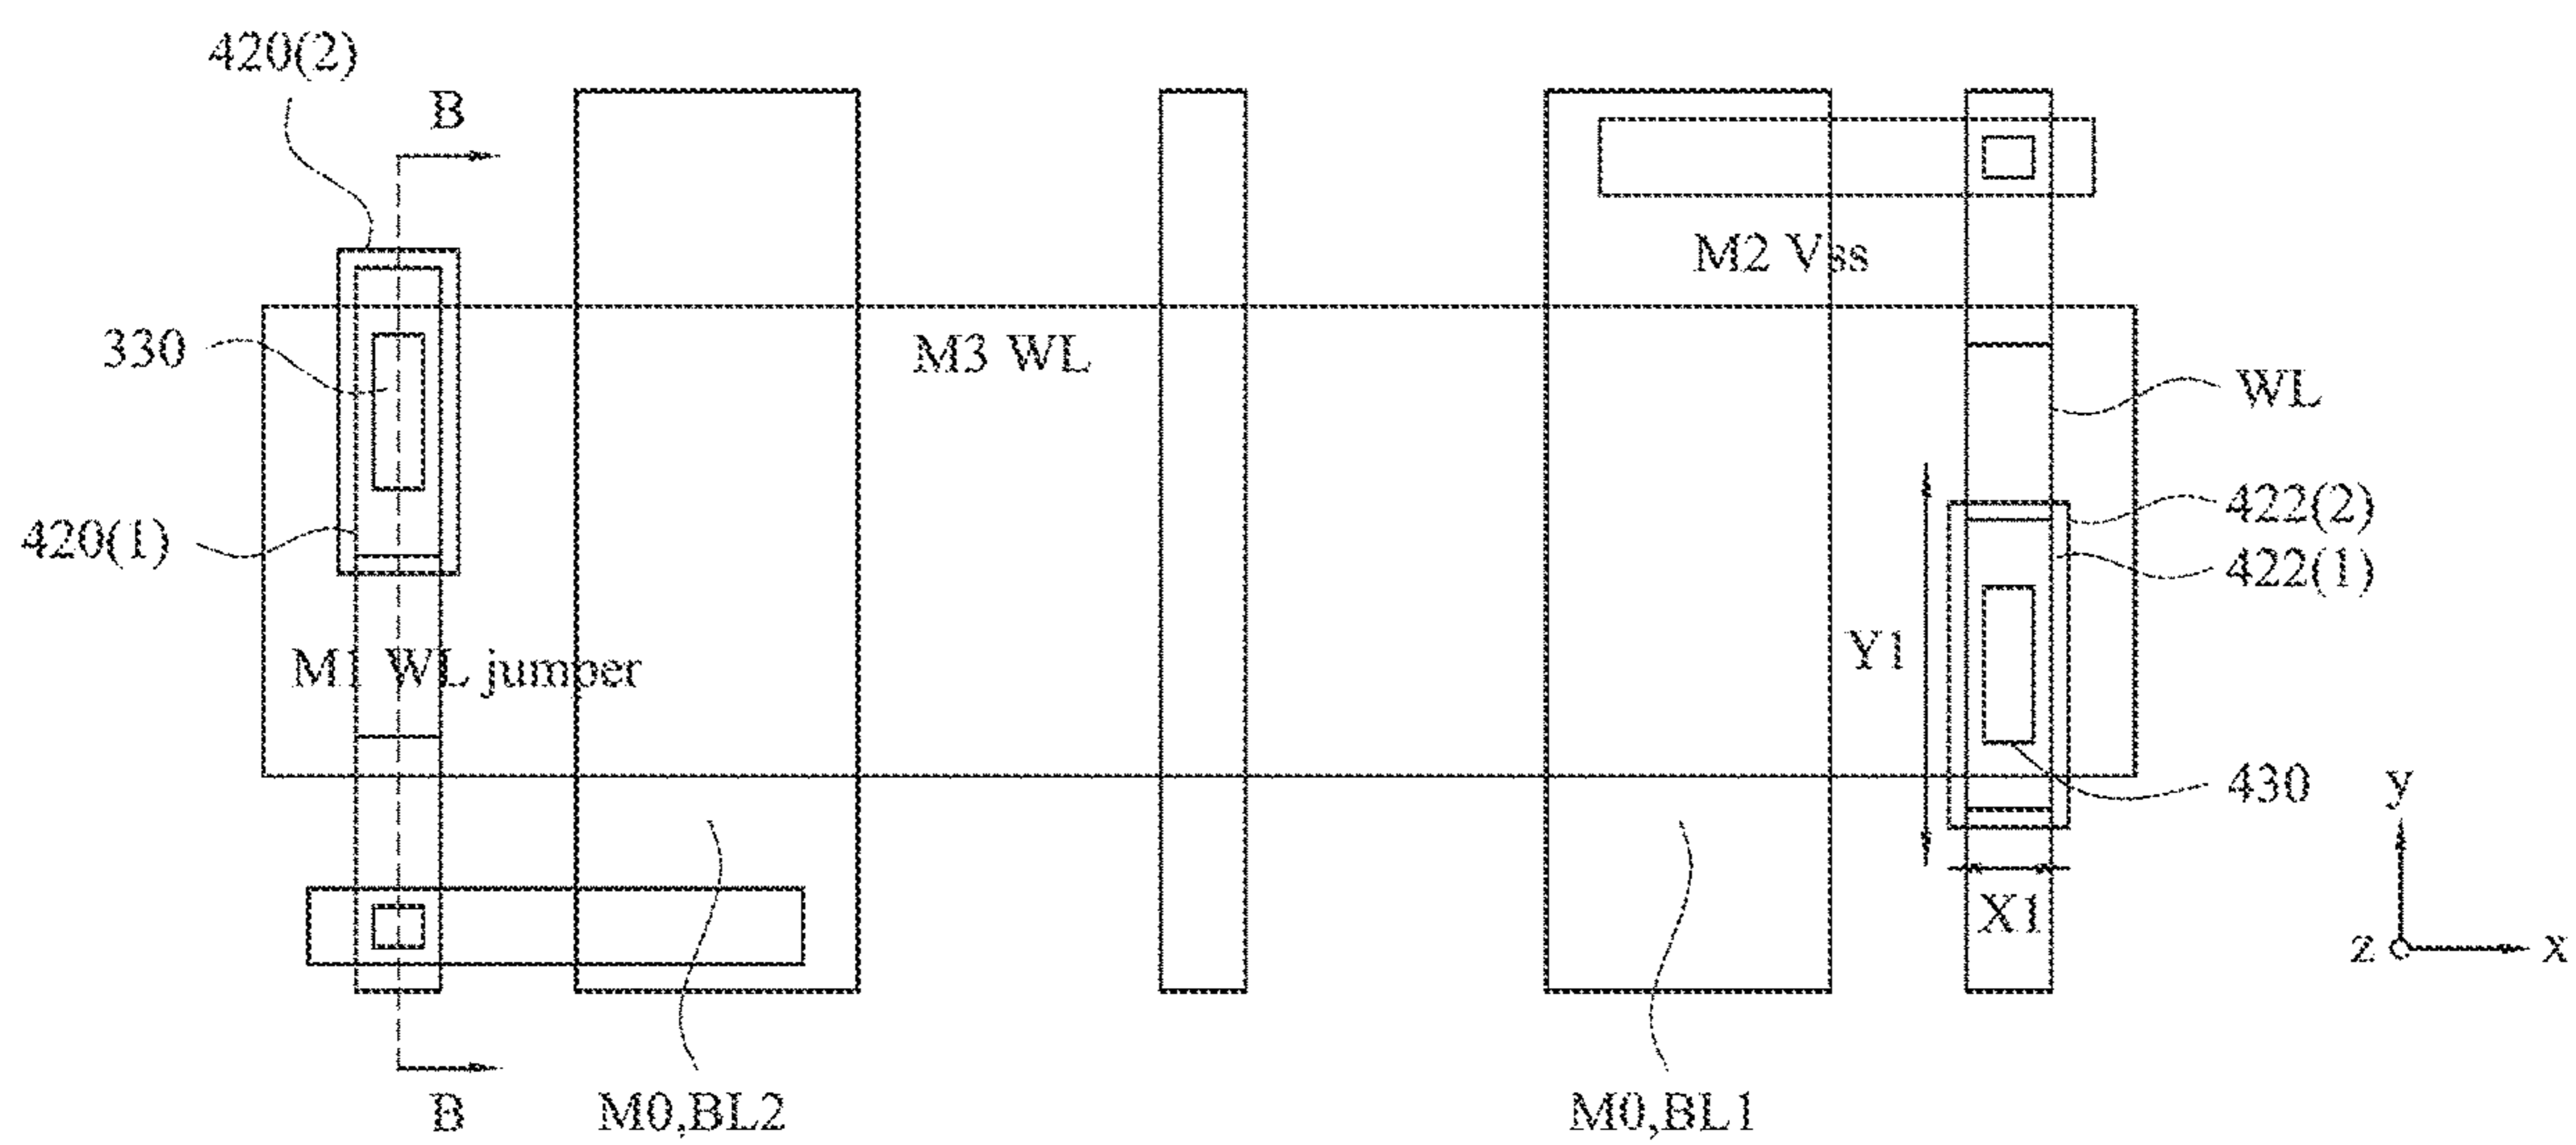 420(2)
B
M2 Vss
330
M3 WL
WL
420(1)
422(2)
422(1)
M1 WL jumper
Y1
430
y
X1
z
x
B
M0,BL2
M0,BL1